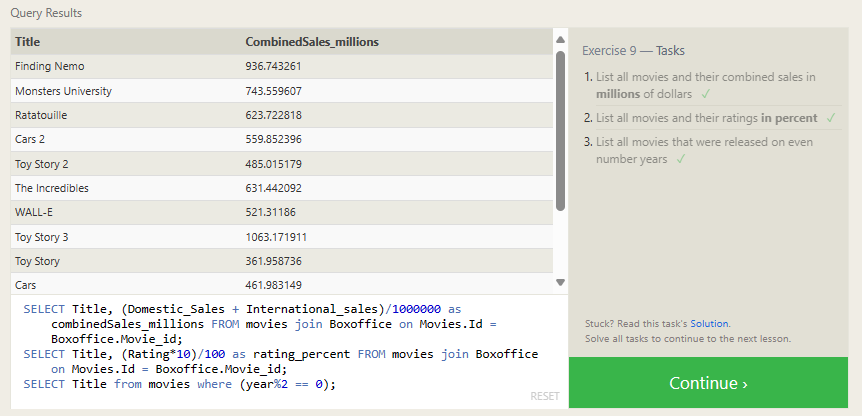 Query Results
Title CombinedSales_millions
Finding Nemo 936.743261
Monsters University 743.559607
Ratatouille 623.722818
Cars 2 559.852396
Toy Story 2 485.015179
The Incredibles 631.442092
WALL-E 521.31186
Toy Story 3 1063.171911
Toy Story 361.958736
Cars 461.983149
SELECT Title, (Domestic_Sales + International_sales)/1000000 as
combinedSales_millions FROM movies join Boxoffice on Movies.Id =
Boxoffice.Movie_id;
SELECT Title, (Rating*10)/100 as rating_percent FROM movies join Boxoffice
on Movies.Id = Boxoffice.Movie_id;
SELECT Title from movies where (year%2 == 0);
RESET
Exercise 9 — Tasks
1. List all movies and their combined sales in
millions of dollars ✓
2. List all movies and their ratings in percent ✓
3. List all movies that were released on even
number years ✓
Stuck? Read this task's Solution.
Solve all tasks to continue to the next lesson.
Continue ›